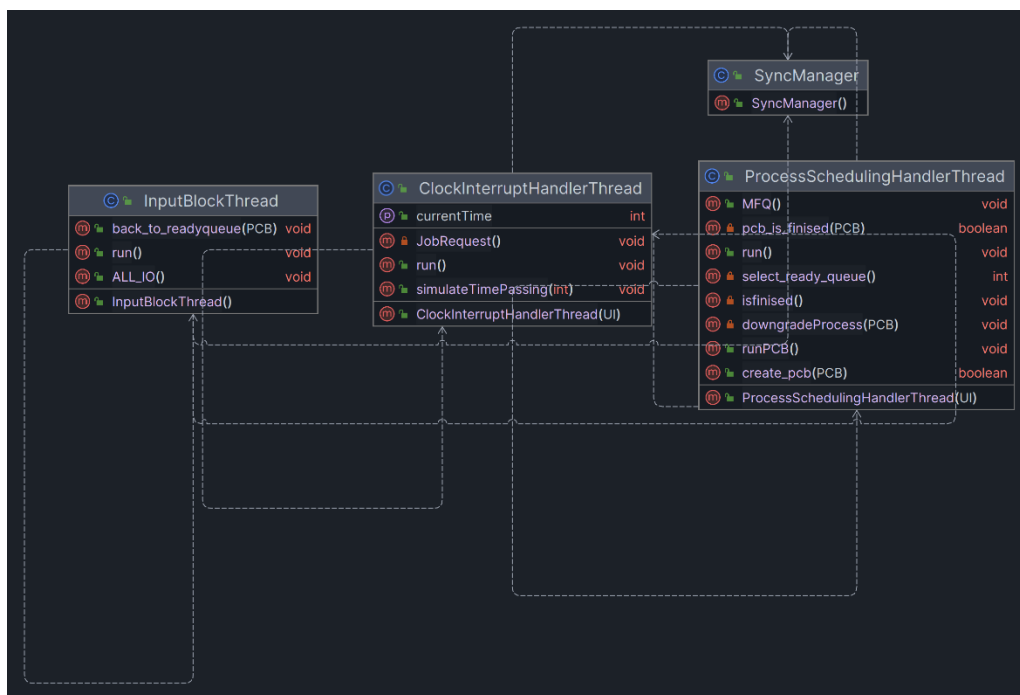 SyncManager
SyncManager()
InputBlockThread
back_to_readyqueue(PCB) void
run() void
ALL_IO() void
InputBlockThread()
ClockInterruptHandlerThread
currentTime int
JobRequest() void
run() void
simulateTimePassing(int) void
ClockInterruptHandlerThread(UI)
ProcessSchedulingHandlerThread
MFQ() void
pcb_is_finised(PCB) boolean
run() void
select_ready_queue() int
isfinised() void
downgradeProcess(PCB) void
runPCB() void
create_pcb(PCB) boolean
ProcessSchedulingHandlerThread(UI)